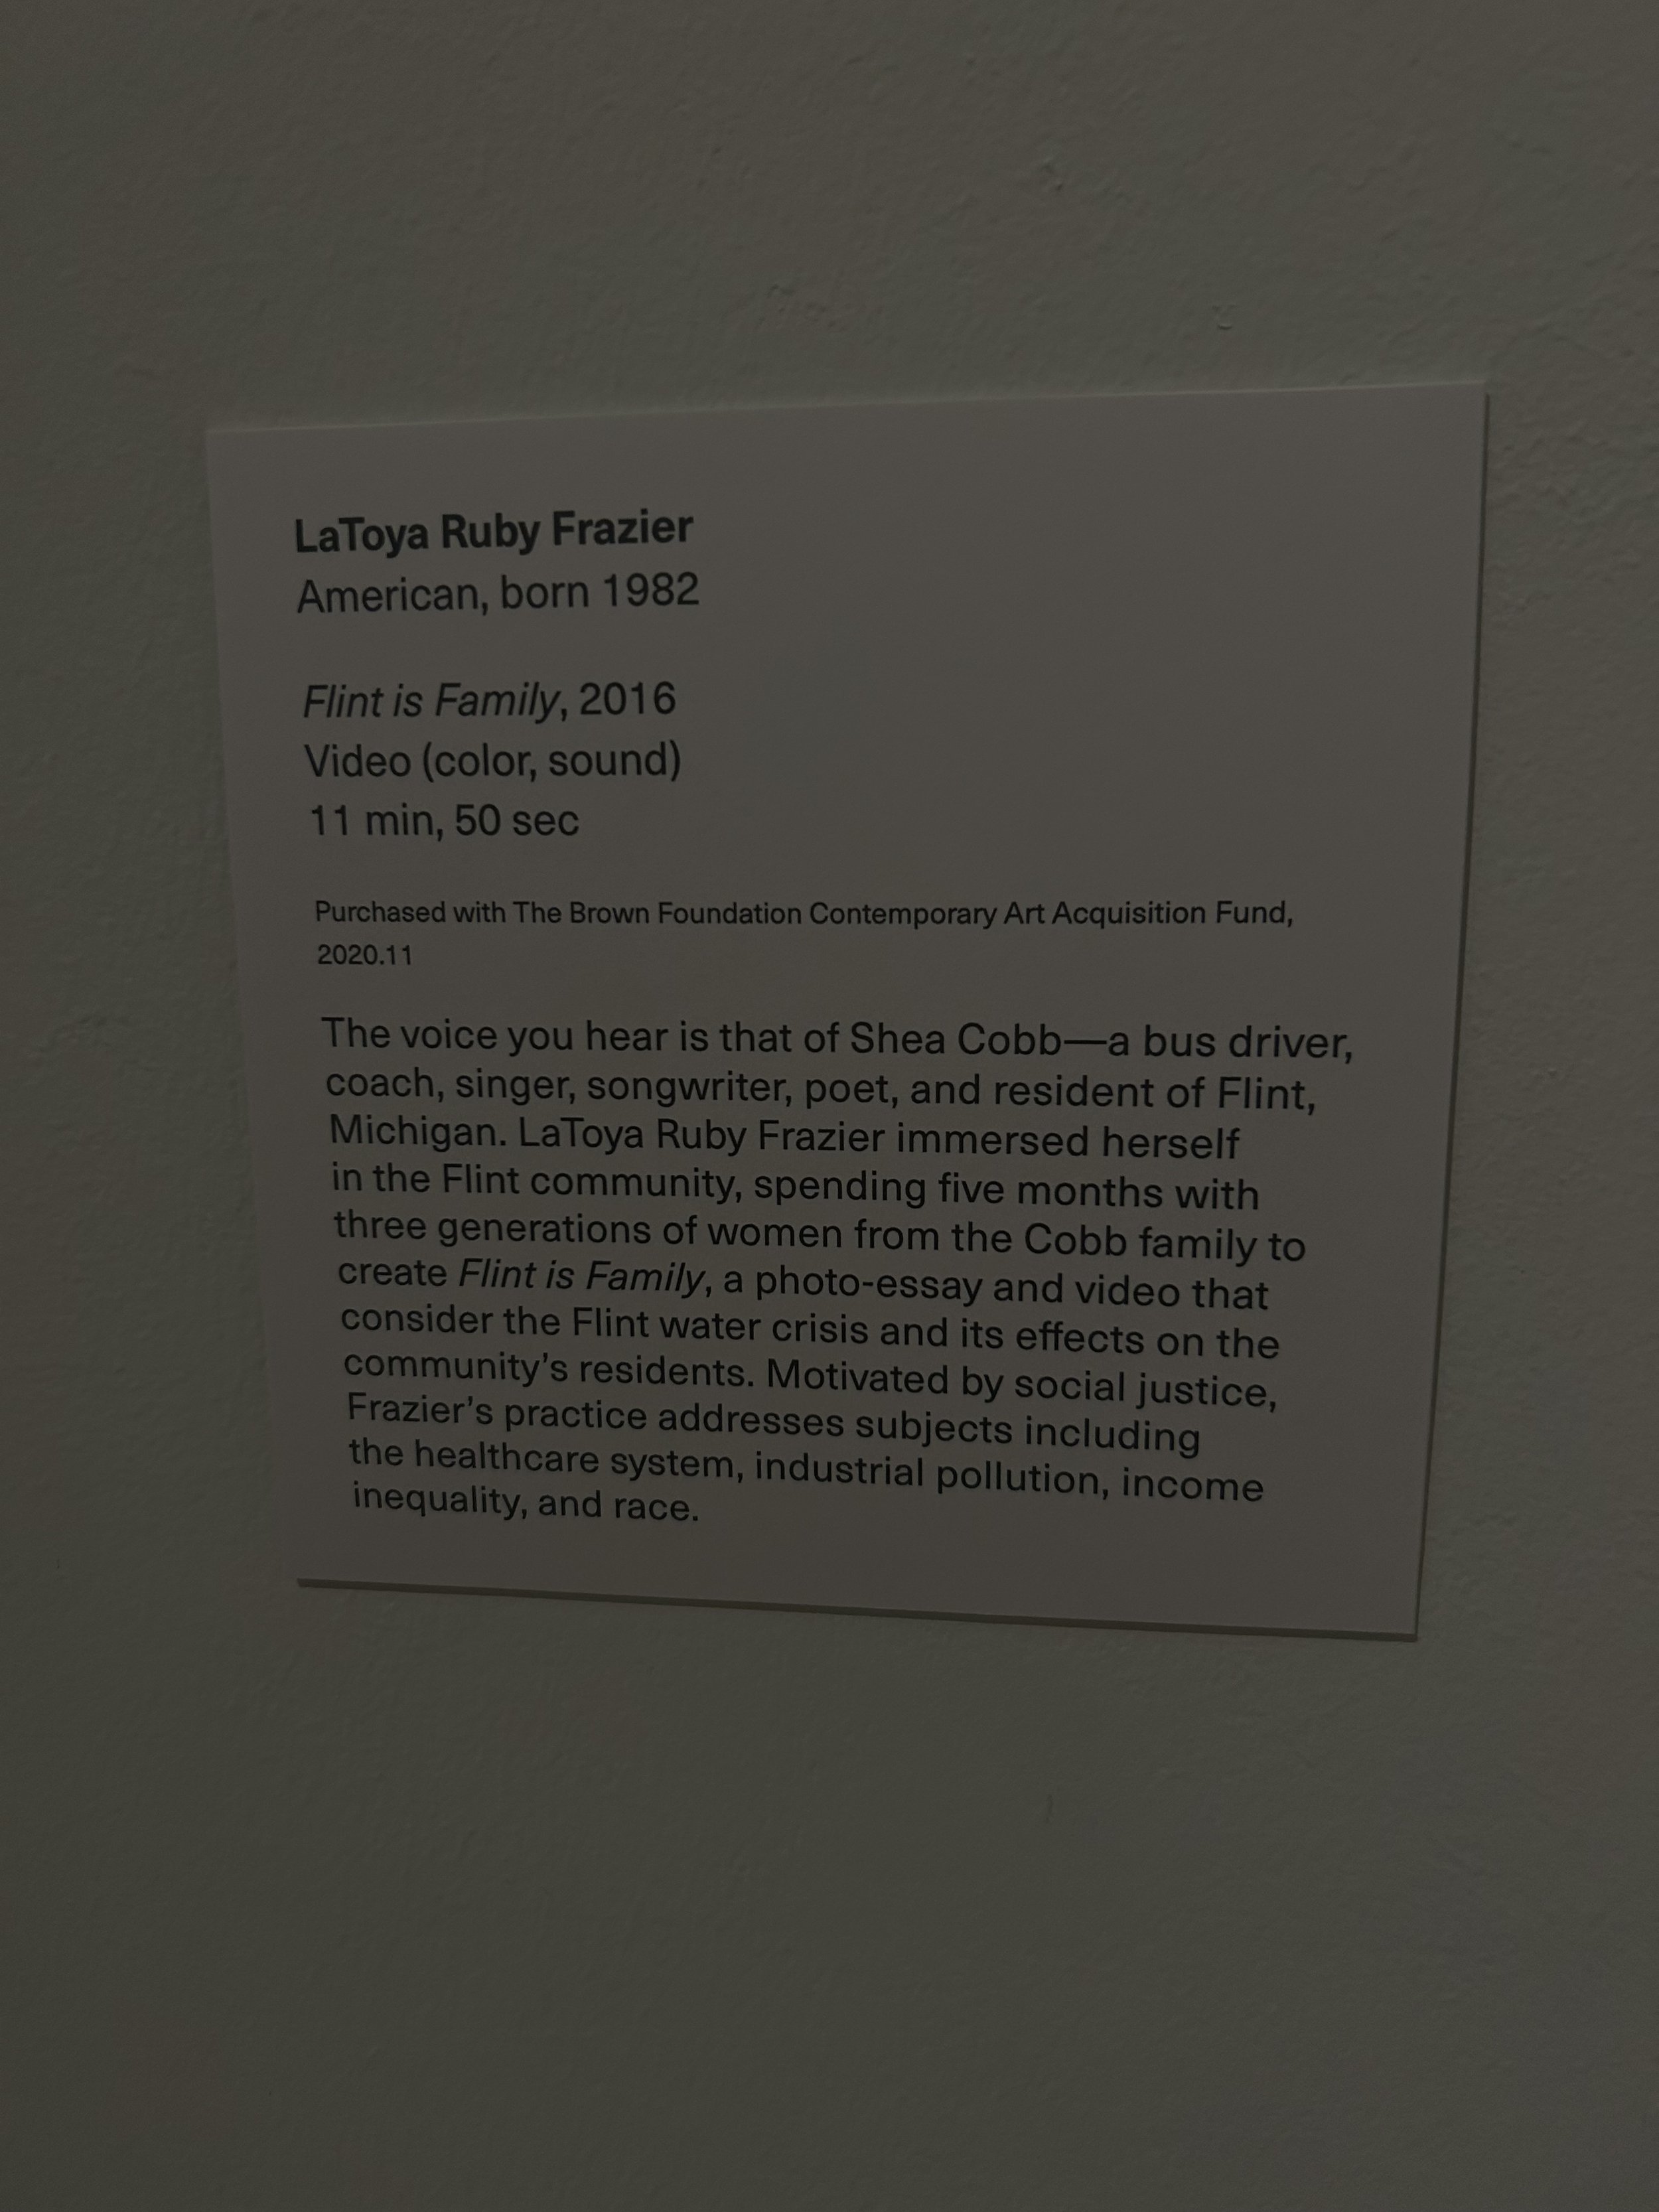 LaToya Ruby Frazier
American, born 1982
Flint is Family, 2016
Video (color, sound)
11 min, 50 sec
Purchased with The Brown Foundation Contemporary Art Acquisition Fund,
2020.11
The voice you hear is that of Shea Cobb—a bus driver,
coach, singer, songwriter, poet, and resident of Flint,
Michigan. LaToya Ruby Frazier immersed herself
in the Flint community, spending five months with
three generations of women from the Cobb family to
create Flint is Family, a photo-essay and video that
consider the Flint water crisis and its effects on the
community’s residents. Motivated by social justice,
Frazier’s practice addresses subjects including
the healthcare system, industrial pollution, income
inequality, and race.